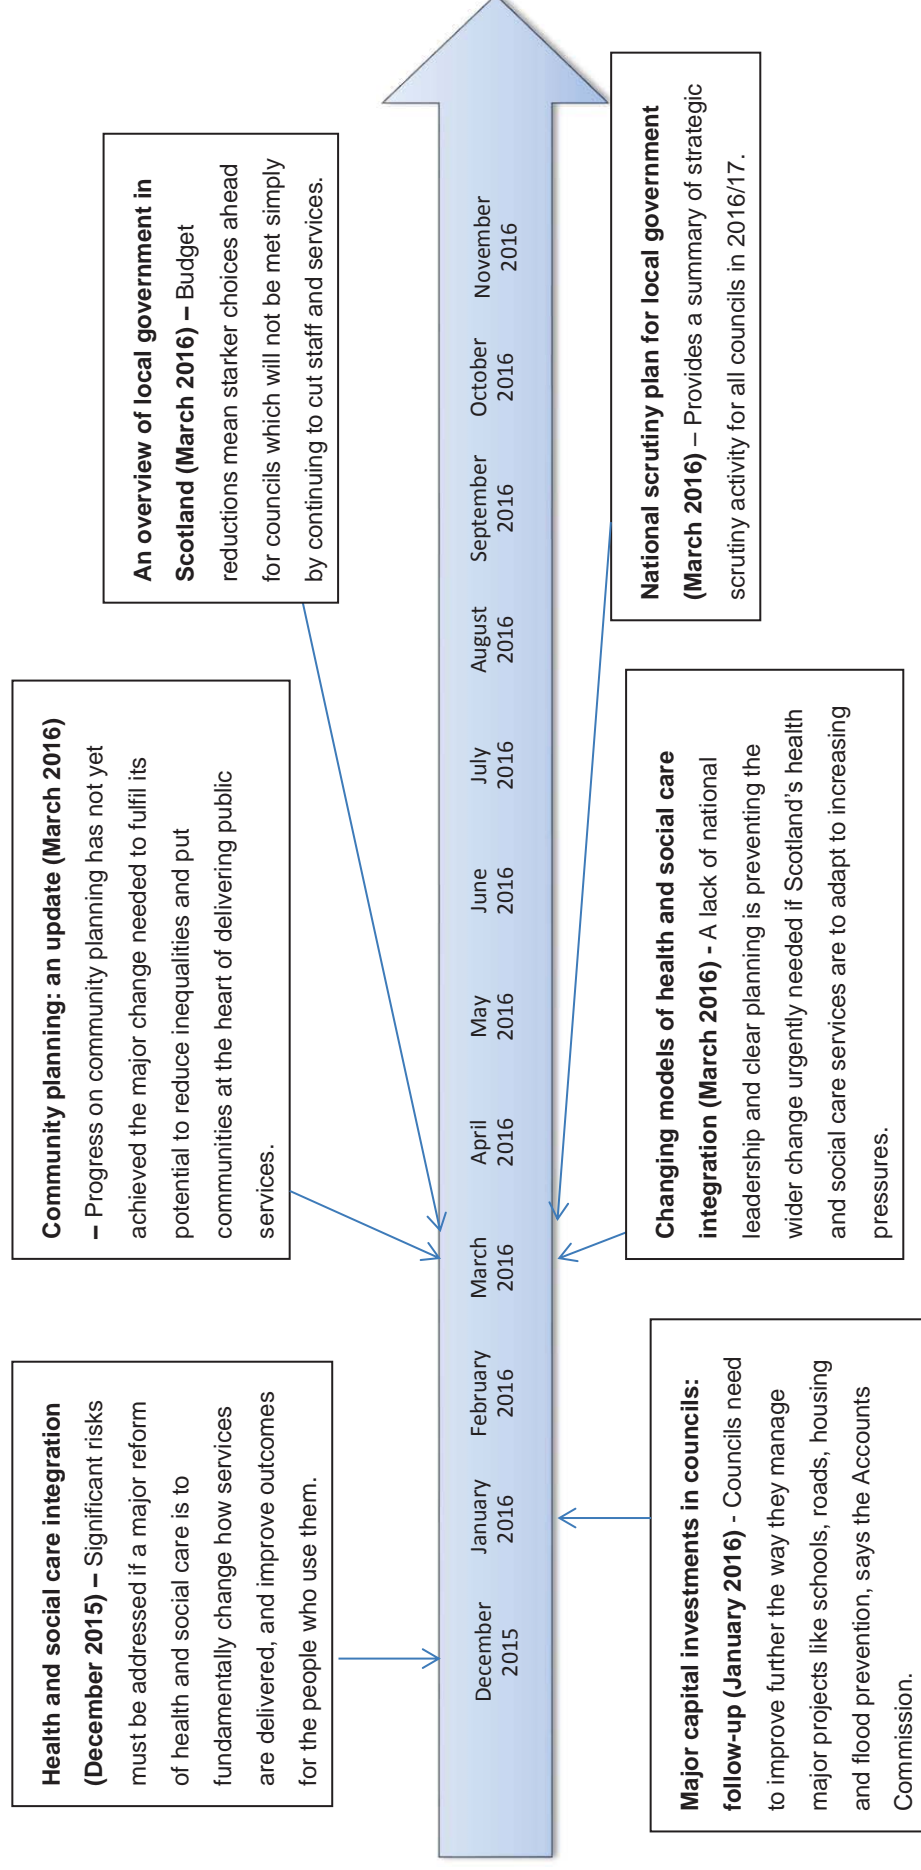 Health and social care integration
(December 2015) – Significant risks
must be addressed if a major reform
of health and social care is to
fundamentally change how services
are delivered, and improve outcomes
for the people who use them.
Community planning: an update (March 2016)
– Progress on community planning has not yet
achieved the major change needed to fulfil its
potential to reduce inequalities and put
communities at the heart of delivering public
services.
An overview of local government in
Scotland (March 2016) – Budget
reductions mean starker choices ahead
for councils which will not be met simply
by continuing to cut staff and services.
December
2015
January
2016
February
2016
March
2016
April
2016
May
2016
June
2016
July
2016
August
2016
September
2016
October
2016
November
2016
Major capital investments in councils:
follow-up (January 2016) - Councils need
to improve further the way they manage
major projects like schools, roads, housing
and flood prevention, says the Accounts
Commission.
Changing models of health and social care
integration (March 2016) - A lack of national
leadership and clear planning is preventing the
wider change urgently needed if Scotland's health
and social care services are to adapt to increasing
pressures.
National scrutiny plan for local government
(March 2016) – Provides a summary of strategic
scrutiny activity for all councils in 2016/17.